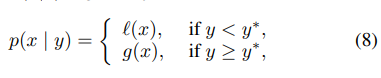 p(x | y) = { ℓ(x), if y < y*, (8)
g(x), if y ≥ y*,